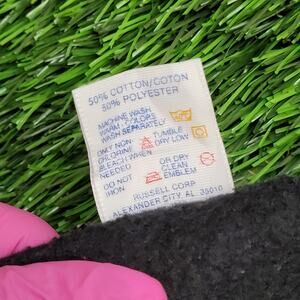 50% COTTON/COTON
50% POLYESTER
MACHINE WASH
WARM COLORS
WASH SEPARATELY
ONLY NON- TUMBLE
CHLORINE DRY LOW
BLEACH WHEN
NEEDED OR DRY
DO NOT CLEAN
IRON EMBLEM
RUSSELL CORP
ALEXANDER CITY, AL. 35010